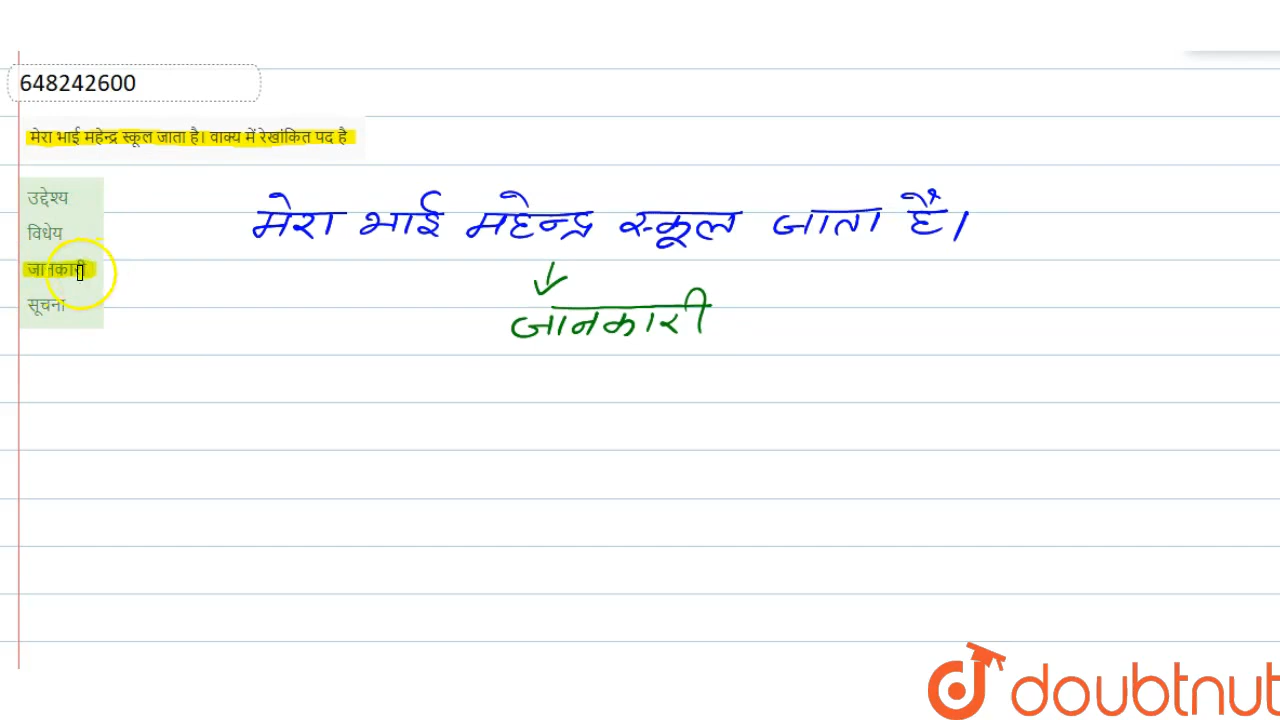 648242600
मेरा भाई महेन्द्र स्कूल जाता है। वाक्य में रेखांकित पद है
उद्देश्य
विधेय
जानकारी
सूचना
मेरा भाई महेन्द्र स्कूल जाता है।
जानकारी
doubtnut